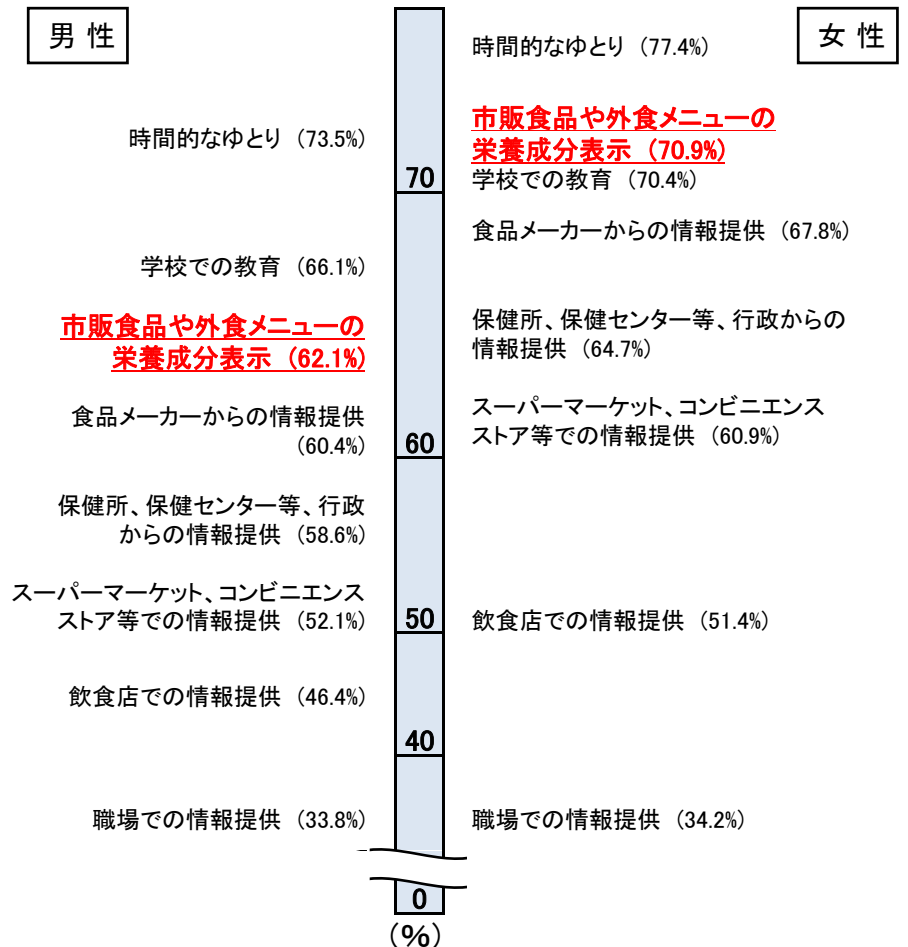 男 性
時間的なゆとり （73.5%）
学校での教育 （66.1%）
市販食品や外食メニューの
栄養成分表示 （62.1%）
食品メーカーからの情報提供
（60.4%）
保健所、保健センター等、行政
からの情報提供 （58.6%）
スーパーマーケット、コンビニエンス
ストア等での情報提供 （52.1%）
飲食店での情報提供 （46.4%）
職場での情報提供 （33.8%）
70
60
50
40
0
（%）
女 性
時間的なゆとり （77.4%）
市販食品や外食メニューの
栄養成分表示 （70.9%）
学校での教育 （70.4%）
食品メーカーからの情報提供 （67.8%）
保健所、保健センター等、行政からの
情報提供 （64.7%）
スーパーマーケット、コンビニエンス
ストア等での情報提供 （60.9%）
飲食店での情報提供 （51.4%）
職場での情報提供 （34.2%）